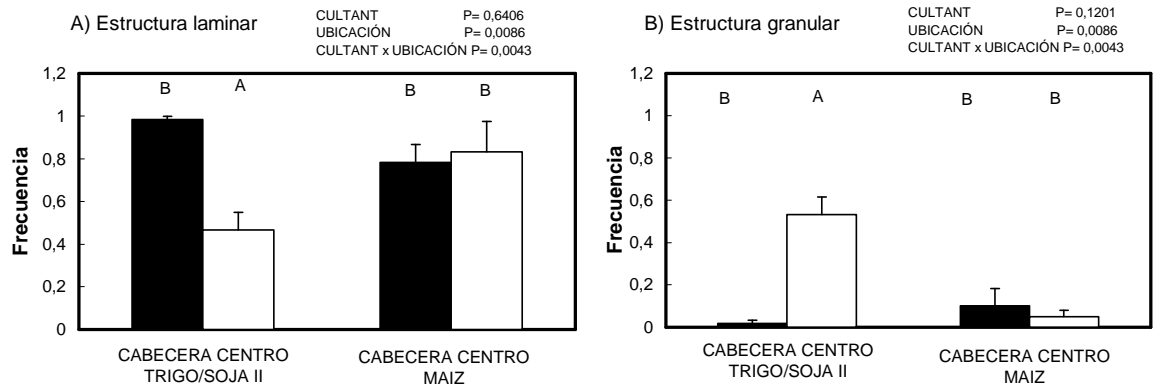 A) Estructura laminar
CULTANT P= 0,6406
UBICACIÓN P= 0,0086
CULTANT x UBICACIÓN P= 0,0043
Frecuencia
1,2
1
0,8
0,6
0,4
0,2
0
B A B B
CABECERA CENTRO CABECERA CENTRO
TRIGO/SOJA II MAIZ
B) Estructura granular
CULTANT P= 0,1201
UBICACIÓN P= 0,0086
CULTANT x UBICACIÓN P= 0,0043
Frecuencia
1,2
1
0,8
0,6
0,4
0,2
0
B A B B
CABECERA CENTRO CABECERA CENTRO
TRIGO/SOJA II MAIZ